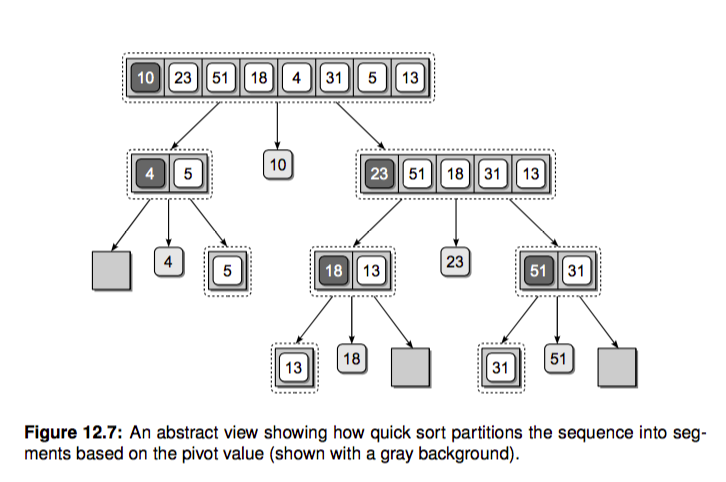 10 23 51 18 4 31 5 13
4 5 10 23 51 18 31 13
4 5 18 13 23 51 31
13 18 31 51
Figure 12.7: An abstract view showing how quick sort partitions the sequence into seg-
ments based on the pivot value (shown with a gray background).